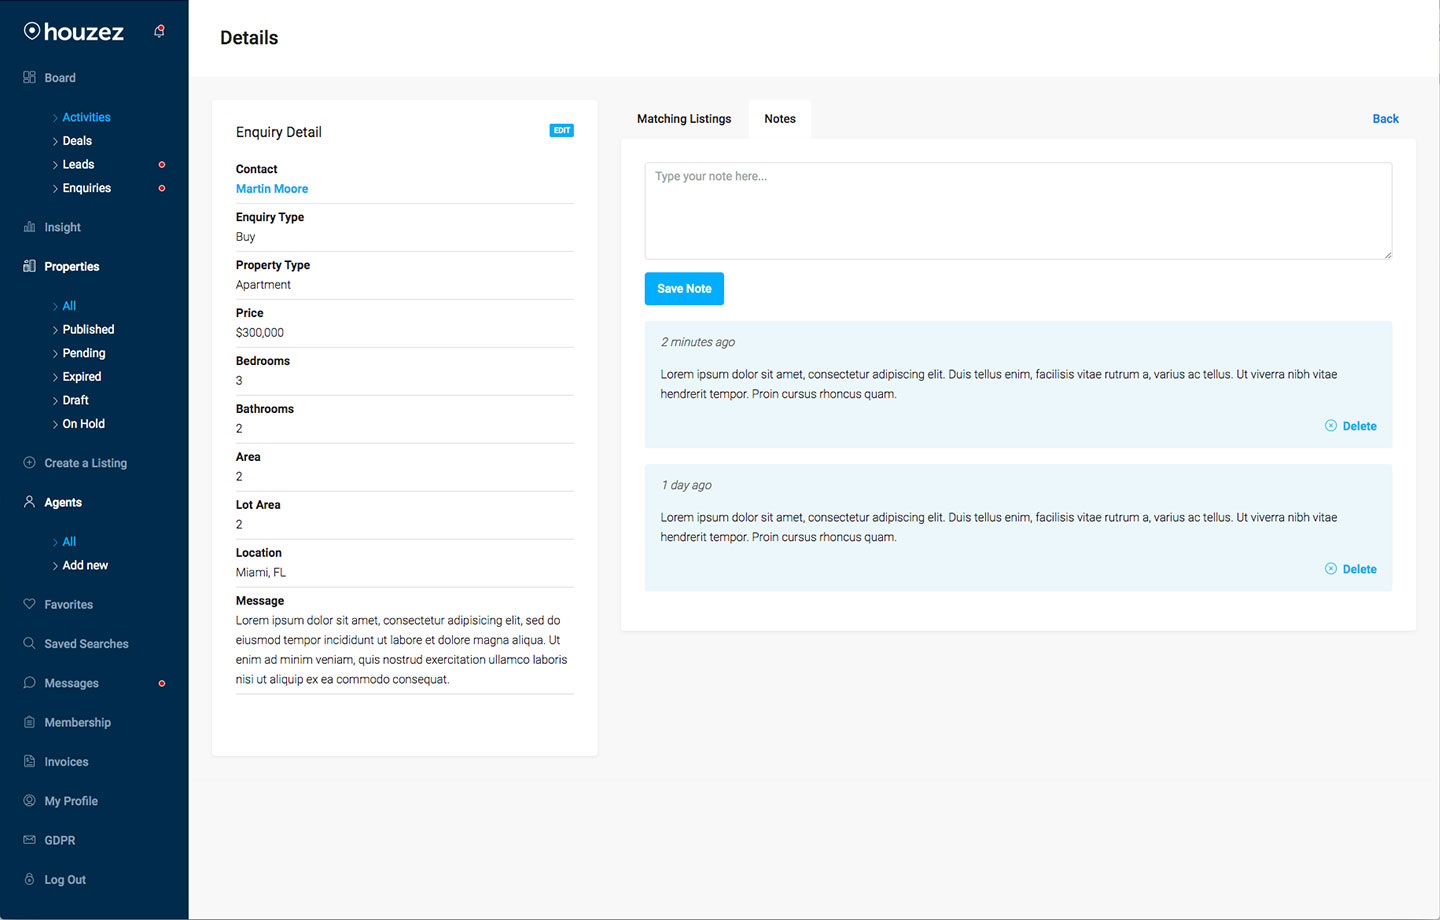 houzez
Board
Activities
Deals
Leads
Enquiries
Insight
Properties
All
Published
Pending
Expired
Draft
On Hold
Create a Listing
Agents
All
Add new
Favorites
Saved Searches
Messages
Membership
Invoices
My Profile
GDPR
Log Out
Details
Enquiry Detail
EDIT
Contact
Martin Moore
Enquiry Type
Buy
Property Type
Apartment
Price
$300,000
Bedrooms
3
Bathrooms
2
Area
2
Lot Area
2
Location
Miami, FL
Message
Lorem ipsum dolor sit amet, consectetur adipisicing elit, sed do
eiusmod tempor incididunt ut labore et dolore magna aliqua. Ut
enim ad minim veniam, quis nostrud exercitation ullamco laboris
nisi ut aliquip ex ea commodo consequat.
Matching Listings
Notes
Back
Type your note here...
Save Note
2 minutes ago
Lorem ipsum dolor sit amet, consectetur adipiscing elit. Duis tellus enim, facilisis vitae rutrum a, varius ac tellus. Ut viverra nibh vitae
hendrerit tempor. Proin cursus rhoncus quam.
Delete
1 day ago
Lorem ipsum dolor sit amet, consectetur adipiscing elit. Duis tellus enim, facilisis vitae rutrum a, varius ac tellus. Ut viverra nibh vitae
hendrerit tempor. Proin cursus rhoncus quam.
Delete